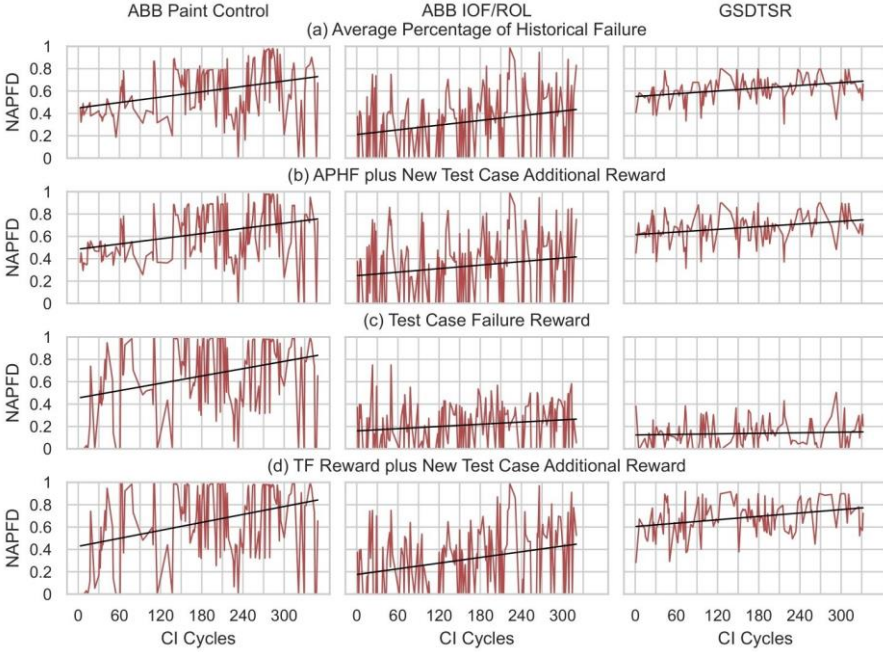 ABB Paint Control ABB IOF/ROL GSDTSR
(a) Average Percentage of Historical Failure
NAPFD
1
0.8
0.6
0.4
0.2
0
(b) APHF plus New Test Case Additional Reward
NAPFD
1
0.8
0.6
0.4
0.2
0
(c) Test Case Failure Reward
NAPFD
1
0.8
0.6
0.4
0.2
0
(d) TF Reward plus New Test Case Additional Reward
NAPFD
1
0.8
0.6
0.4
0.2
0
0 60 120 180 240 300 0 60 120 180 240 300 0 60 120 180 240 300
CI Cycles CI Cycles CI Cycles